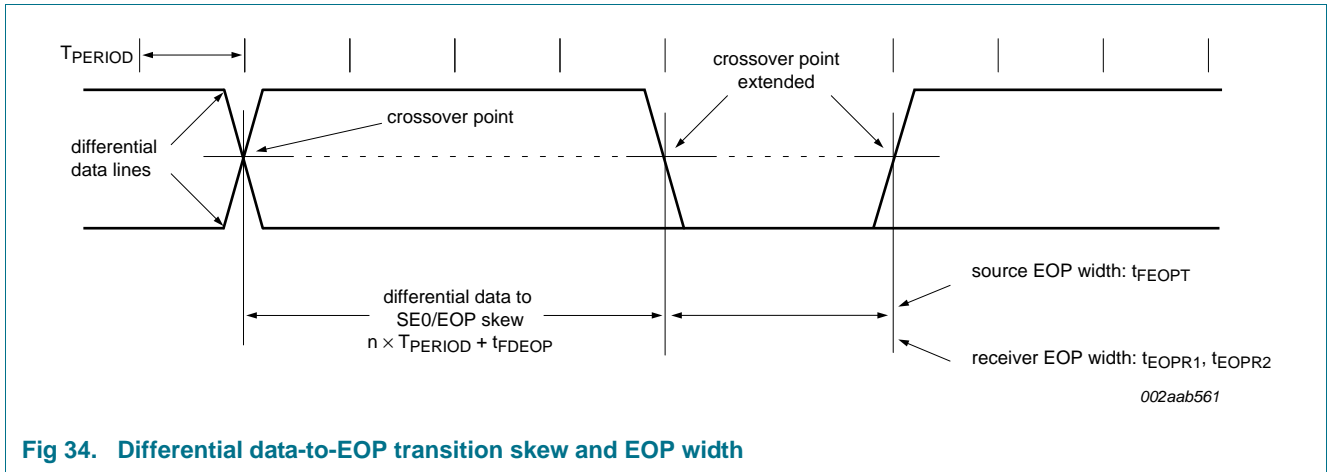 TPERIOD
crossover point
extended
crossover point
differential
data lines
source EOP width: tFEOPT
differential data to
SE0/EOP skew
n × TPERIOD + tFDEOP
receiver EOP width: tEOPR1, tEOPR2
002aab561
Fig 34. Differential data-to-EOP transition skew and EOP width